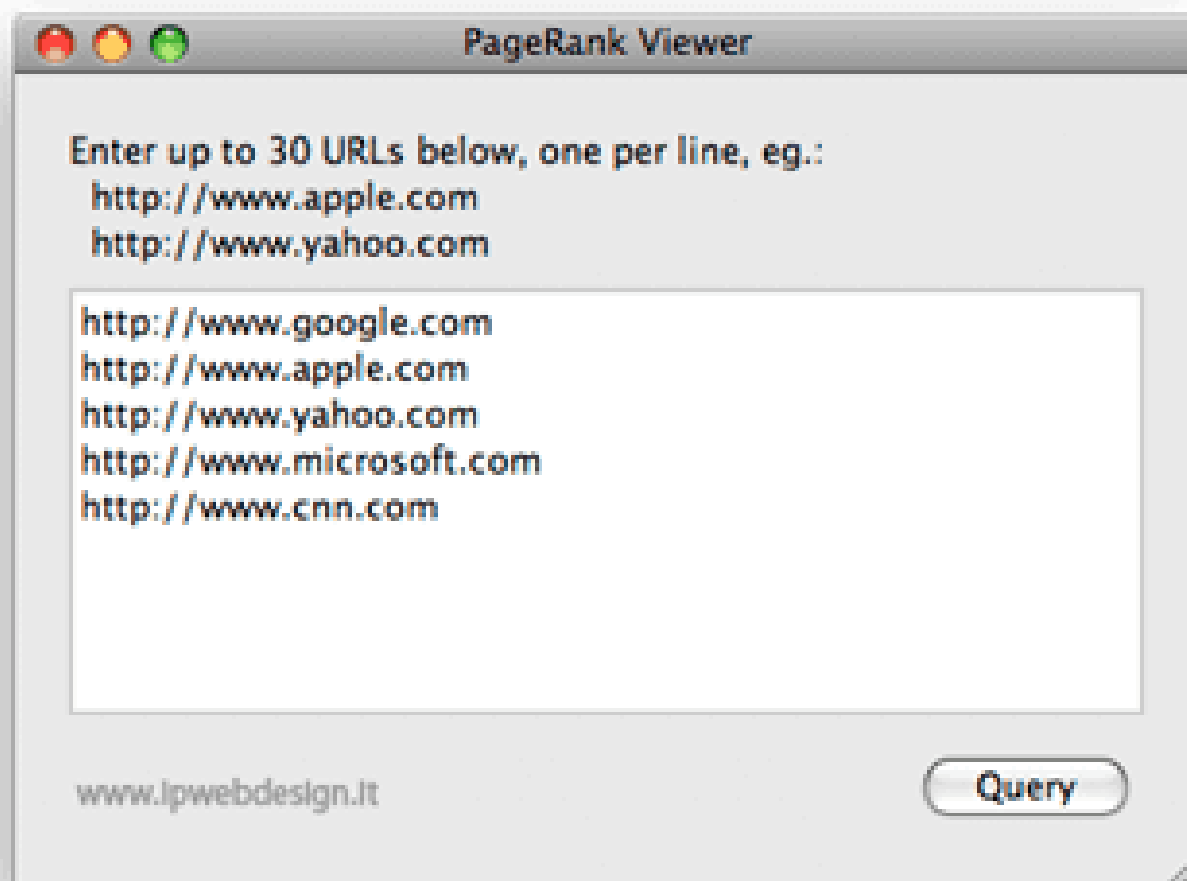 PageRank Viewer
Enter up to 30 URLs below, one per line, eg.:
http://www.apple.com
http://www.yahoo.com
http://www.google.com
http://www.apple.com
http://www.yahoo.com
http://www.microsoft.com
http://www.cnn.com
www.ipwebdesign.it
Query